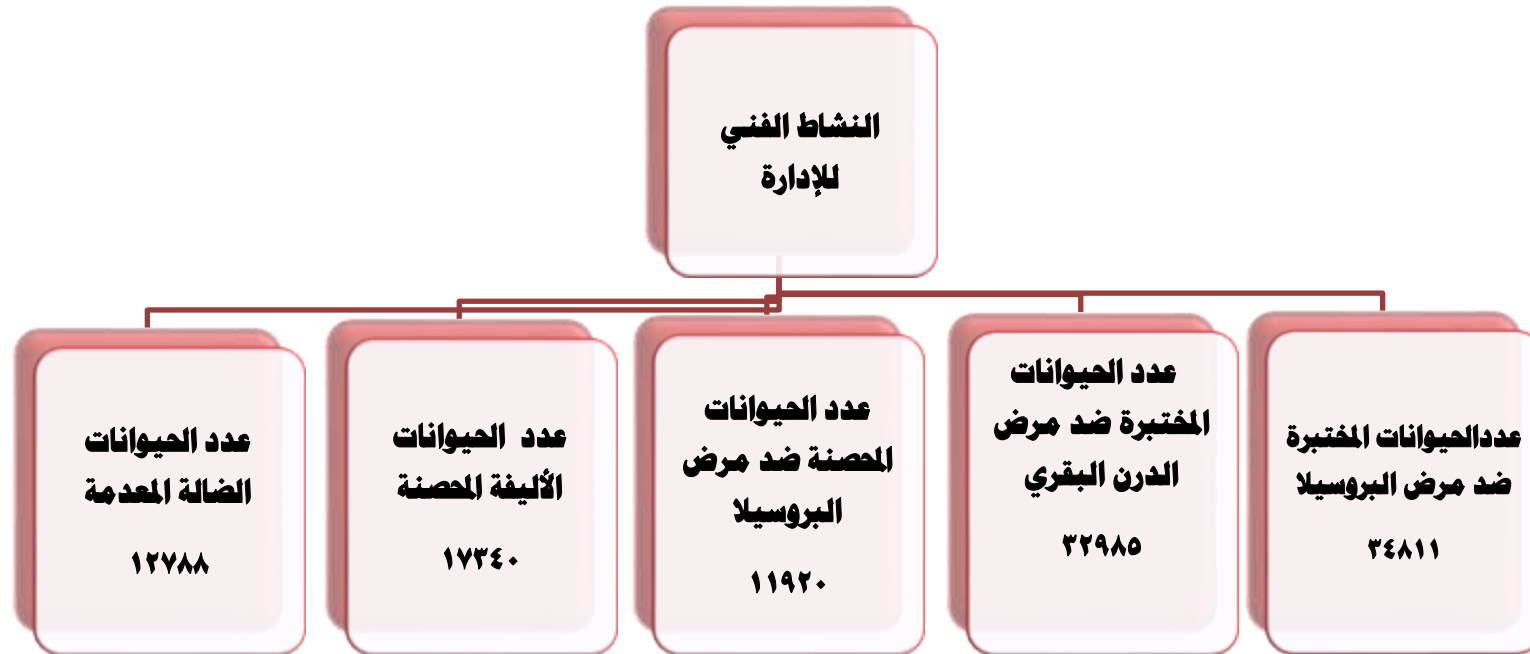 النشاط الفني
للإدارة
عددالحيوانات المختبرة
ضد مرض البروسيلا
٣٤٨١١
عدد الحيوانات
المختبرة ضد مرض
الدرن البقري
٣٢٩٨٥
عدد الحيوانات
المحصنة ضد مرض
البروسيلا
١١٩٢٠
عدد الحيوانات
الأليفة المحصنة
١٧٣٤٠
عدد الحيوانات
الضالة المعدمة
١٢٧٨٨